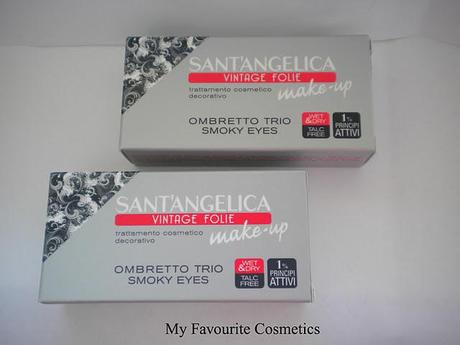 SANT'ANGELICA
VINTAGE FOLIE
trattamento cosmetico
decorativo
make-up
OMBRETTO TRIO
SMOKY EYES
WET
&DRY
TALC
FREE
1%
PRINCIPI
ATTIVI
SANT'ANGELICA
VINTAGE FOLIE
trattamento cosmetico
decorativo
make-up
OMBRETTO TRIO
SMOKY EYES
WET
&DRY
TALC
FREE
1%
PRINCIPI
ATTIVI
My Favourite Cosmetics